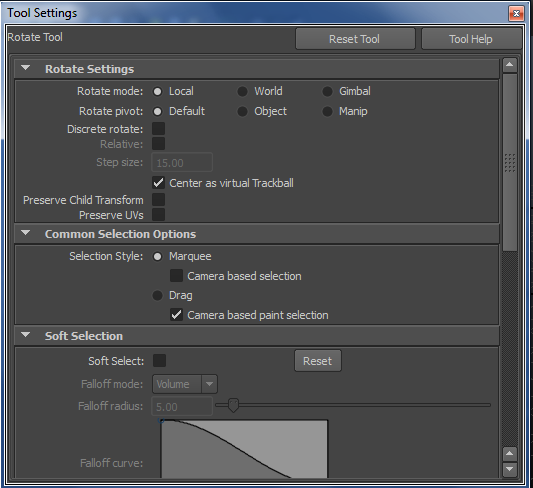 Tool Settings
Rotate Tool Reset Tool Tool Help
Rotate Settings
Rotate mode: Local World Gimbal
Rotate pivot: Default Object Manip
Discrete rotate:
Relative:
Step size: 15.00
Center as virtual Trackball
Preserve Child Transform
Preserve UVs
Common Selection Options
Selection Style: Marquee
Camera based selection
Drag
Camera based paint selection
Soft Selection
Soft Select: Reset
Falloff mode: Volume
Falloff radius: 5.00
Falloff curve: